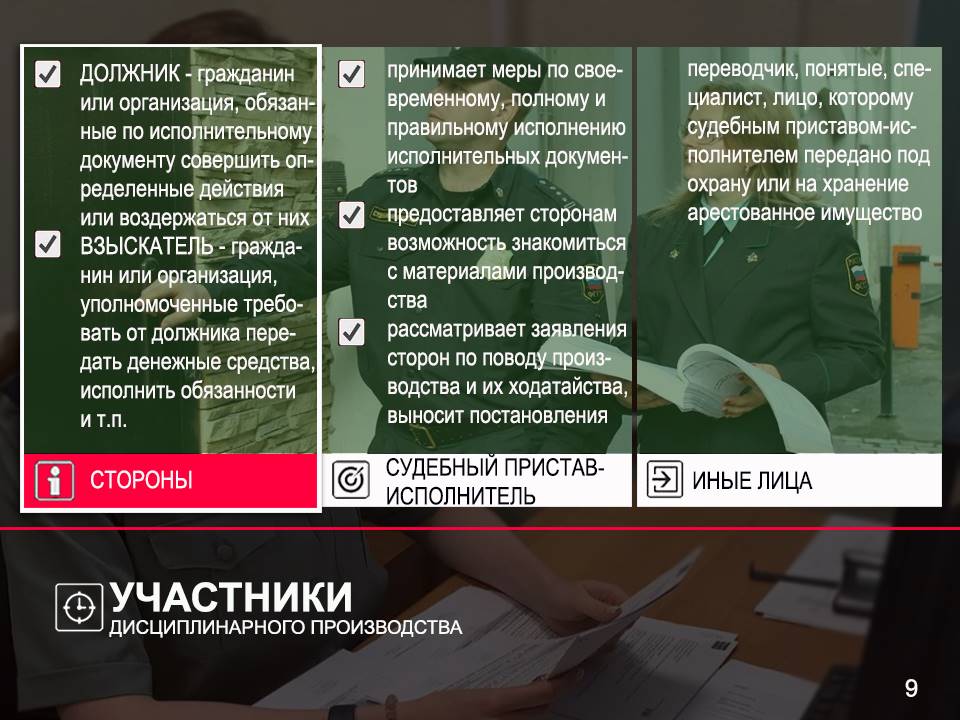 ДОЛЖНИК - гражданин
или организация, обязан-
ные по исполнительному
документу совершить оп-
ределенные действия
или воздержаться от них
ВЗЫСКАТЕЛЬ - гражда-
нин или организация,
уполномоченные требо-
вать от должника пере-
дать денежные средства,
исполнить обязанности
и т.п.
СТОРОНЫ
принимает меры по свое-
временному, полному и
правильному исполнению
исполнительных докумен-
тов
предоставляет сторонам
возможность знакомиться
с материалами производ-
ства
рассматривает заявления
сторон по поводу произ-
водства и их ходатайства,
выносит постановления
СУДЕБНЫЙ ПРИСТАВ-
ИСПОЛНИТЕЛЬ
переводчик, понятые, спе-
циалист, лицо, которому
судебным приставом-ис-
полнителем передано под
охрану или на хранение
арестованное имущество
ИНЫЕ ЛИЦА
УЧАСТНИКИ
ДИСЦИПЛИНАРНОГО ПРОИЗВОДСТВА
9